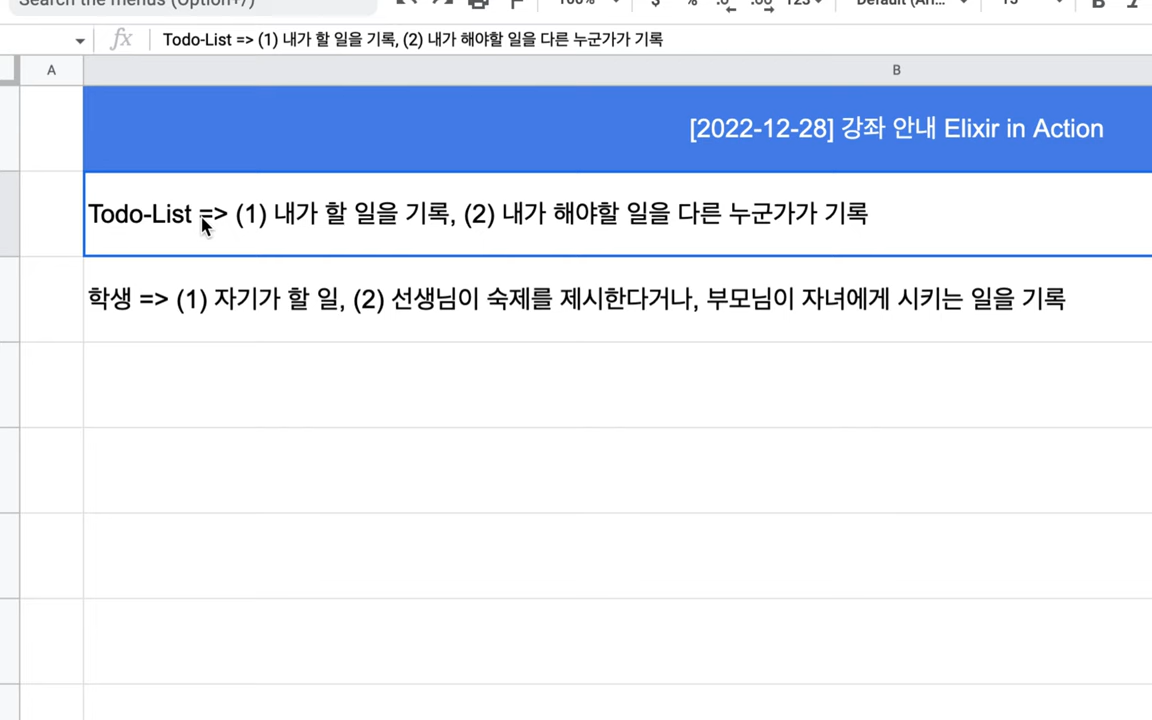 Search the menus (Option+/)
100%
$ % .0 .00 123
Default (Ari...
15
B I
fx
Todo-List => (1) 내가 할 일을 기록, (2) 내가 해야할 일을 다른 누군가가 기록
A
B
[2022-12-28] 강좌 안내 Elixir in Action
Todo-List => (1) 내가 할 일을 기록, (2) 내가 해야할 일을 다른 누군가가 기록
학생 => (1) 자기가 할 일, (2) 선생님이 숙제를 제시한다거나, 부모님이 자녀에게 시키는 일을 기록